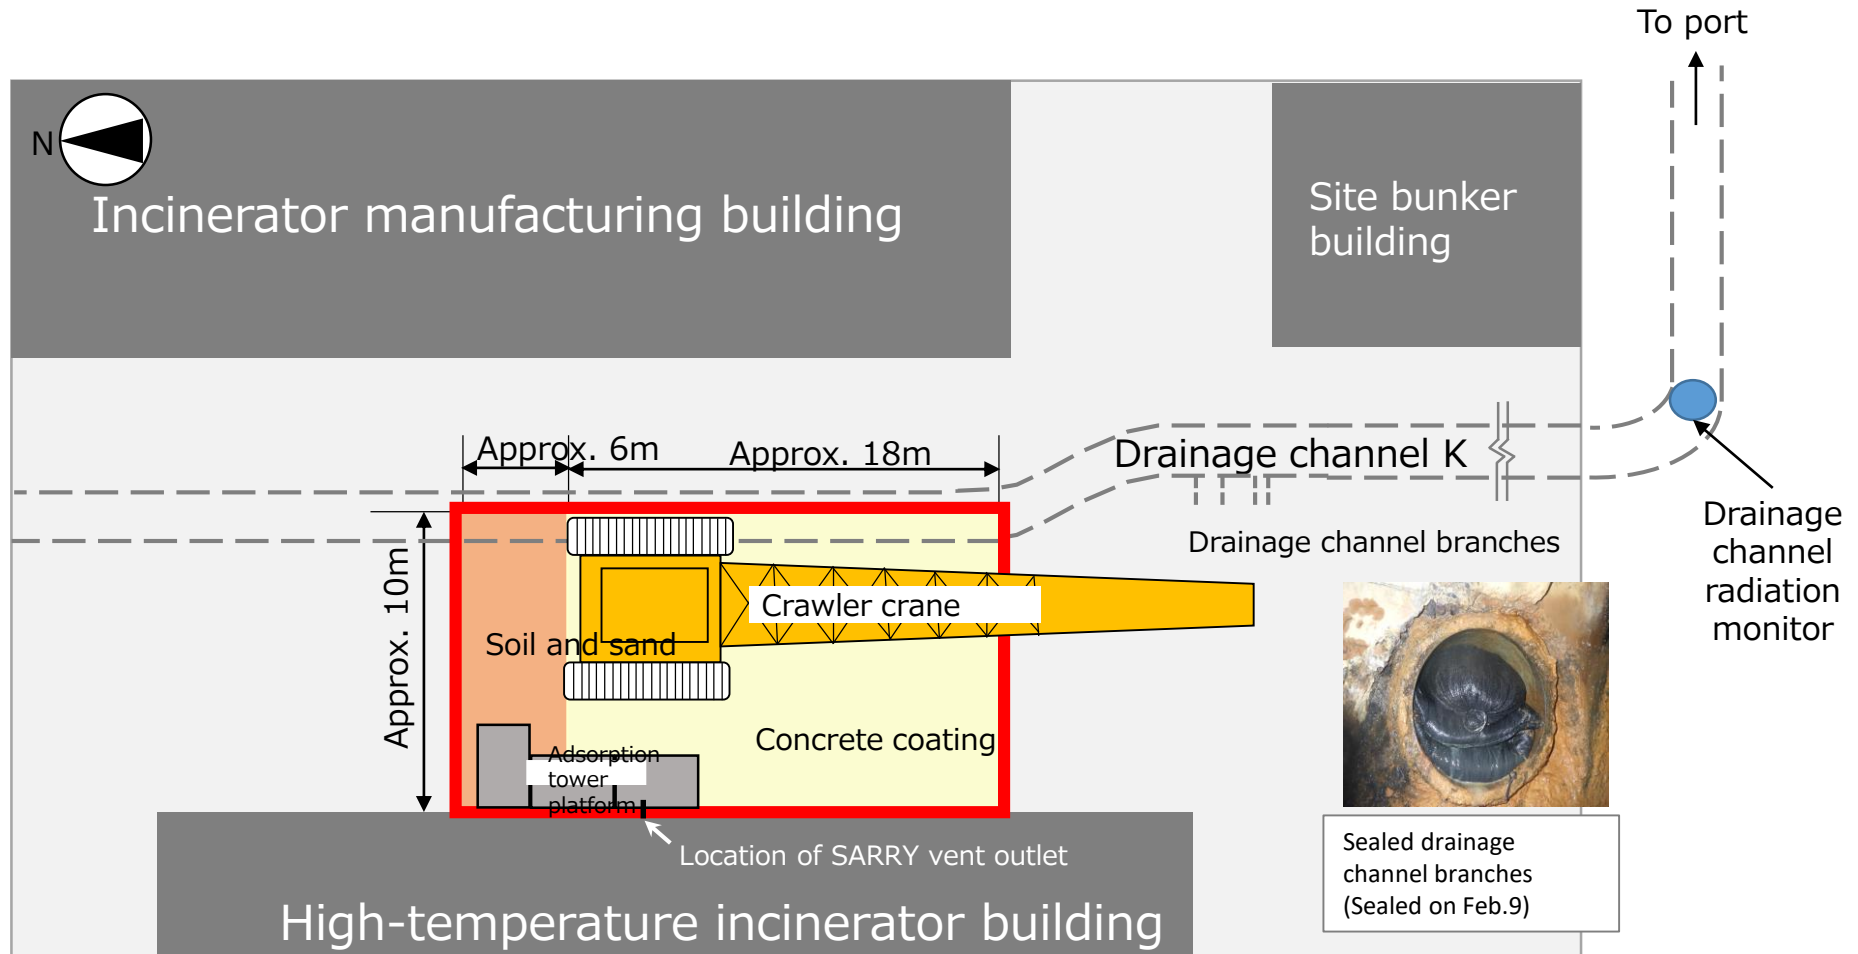 To port
N
Incinerator manufacturing building
Site bunker
building
Approx. 6m
Approx. 18m
Drainage channel K
Drainage channel branches
Drainage
channel
radiation
monitor
Approx. 10m
Crawler crane
Soil and sand
Concrete coating
Adsorption
tower
platform
Location of SARRY vent outlet
High-temperature incinerator building
Sealed drainage
channel branches
(Sealed on Feb.9)